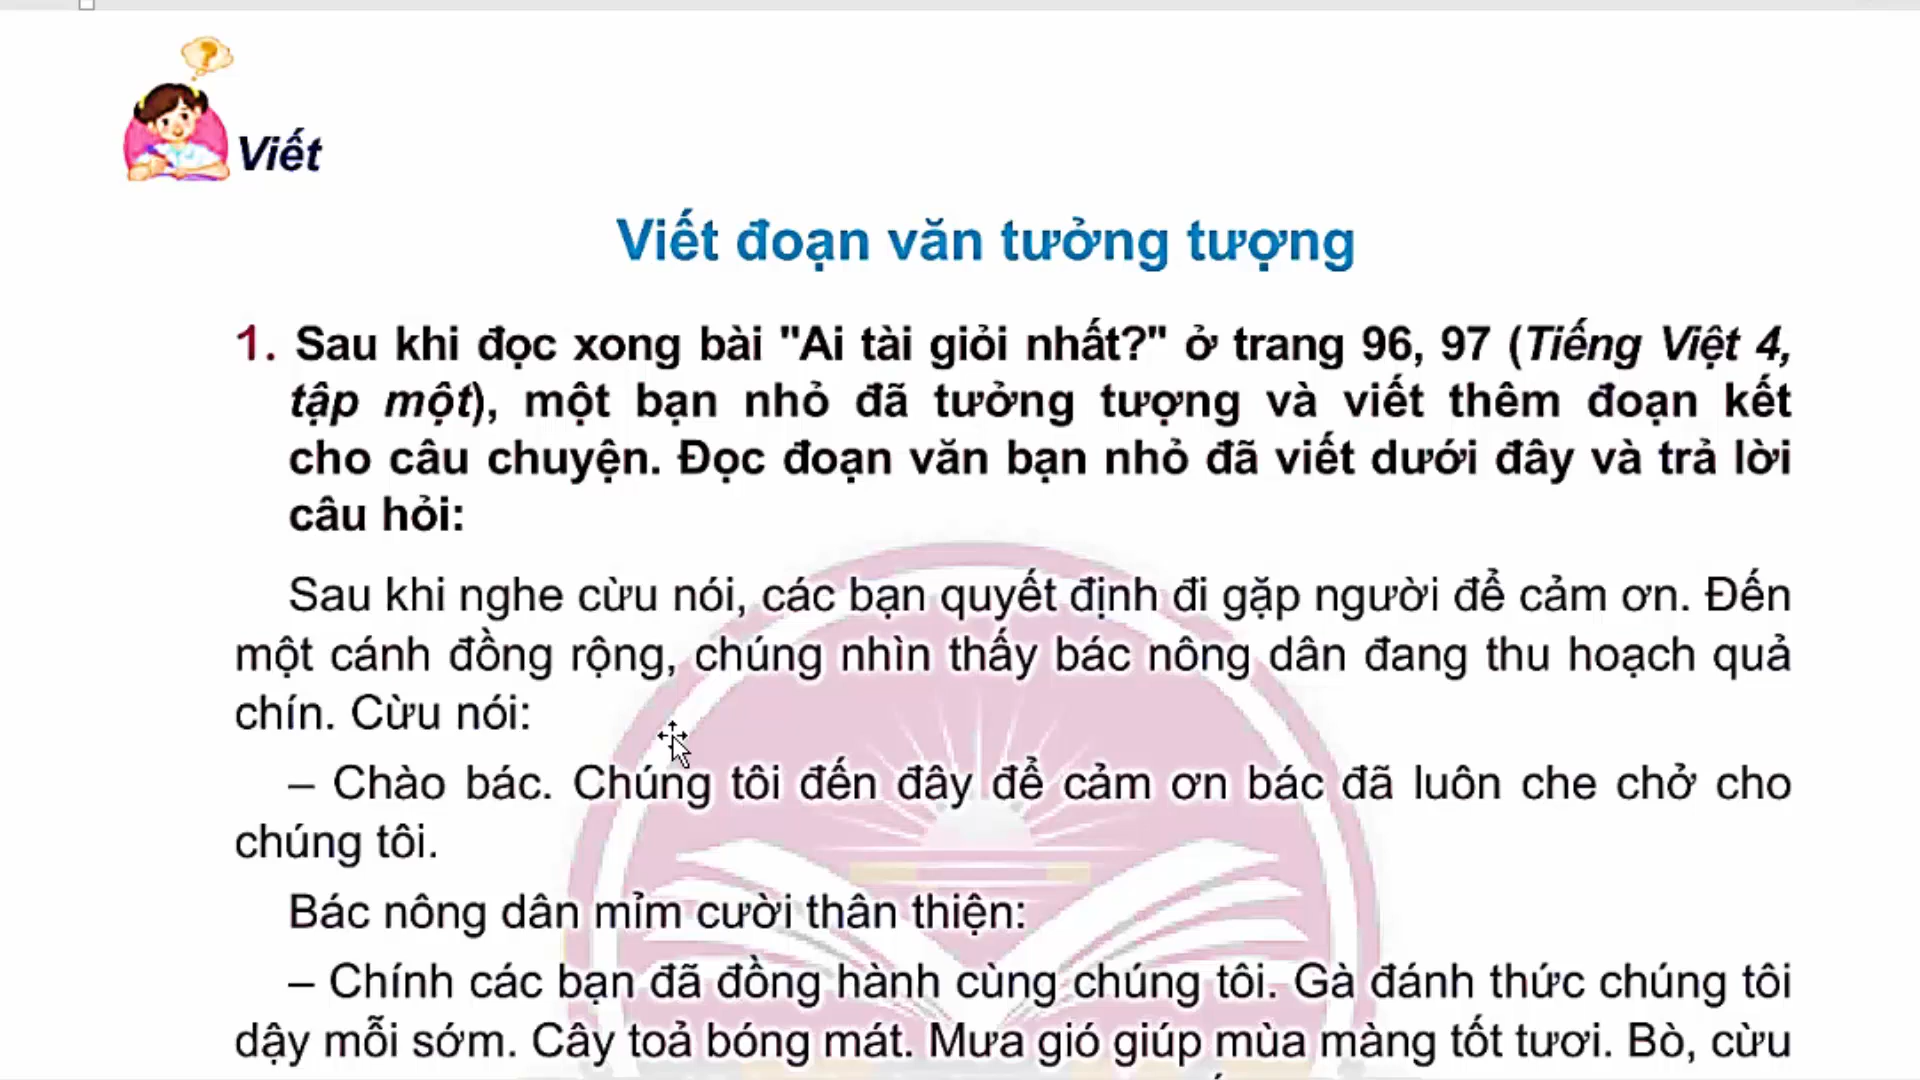 ?
Viết
Viết đoạn văn tưởng tượng
1. Sau khi đọc xong bài "Ai tài giỏi nhất?" ở trang 96, 97 (Tiếng Việt 4,
tập một), một bạn nhỏ đã tưởng tượng và viết thêm đoạn kết
cho câu chuyện. Đọc đoạn văn bạn nhỏ đã viết dưới đây và trả lời
câu hỏi:
Sau khi nghe cừu nói, các bạn quyết định đi gặp người để cảm ơn. Đến
một cánh đồng rộng, chúng nhìn thấy bác nông dân đang thu hoạch quả
chín. Cừu nói:
– Chào bác. Chúng tôi đến đây để cảm ơn bác đã luôn che chở cho
chúng tôi.
Bác nông dân mỉm cười thân thiện:
– Chính các bạn đã đồng hành cùng chúng tôi. Gà đánh thức chúng tôi
dậy mỗi sớm. Cây toả bóng mát. Mưa gió giúp mùa màng tốt tươi. Bò, cừu